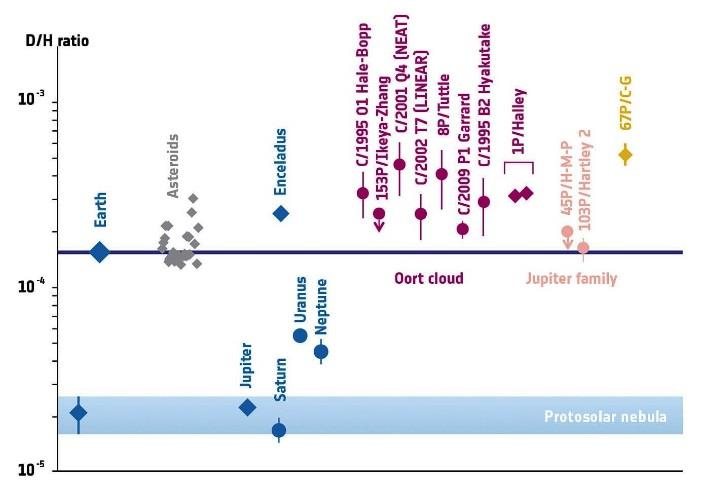 D/H ratio
10-3
10-4
10-5
Earth
Asteroids
Enceladus
C/1995 O1 Hale-Bopp
153P/Ikeya-Zhang
C/2001 Q4 (NEAT)
C/2002 T7 (LINEAR)
8P/Tuttle
C/2009 P1 Garrard
C/1995 B2 Hyakutake
1P/Halley
45P/H-M-P
103P/Hartley 2
67P/C-G
Oort cloud
Jupiter family
Jupiter
Saturn
Uranus
Neptune
Protosolar nebula